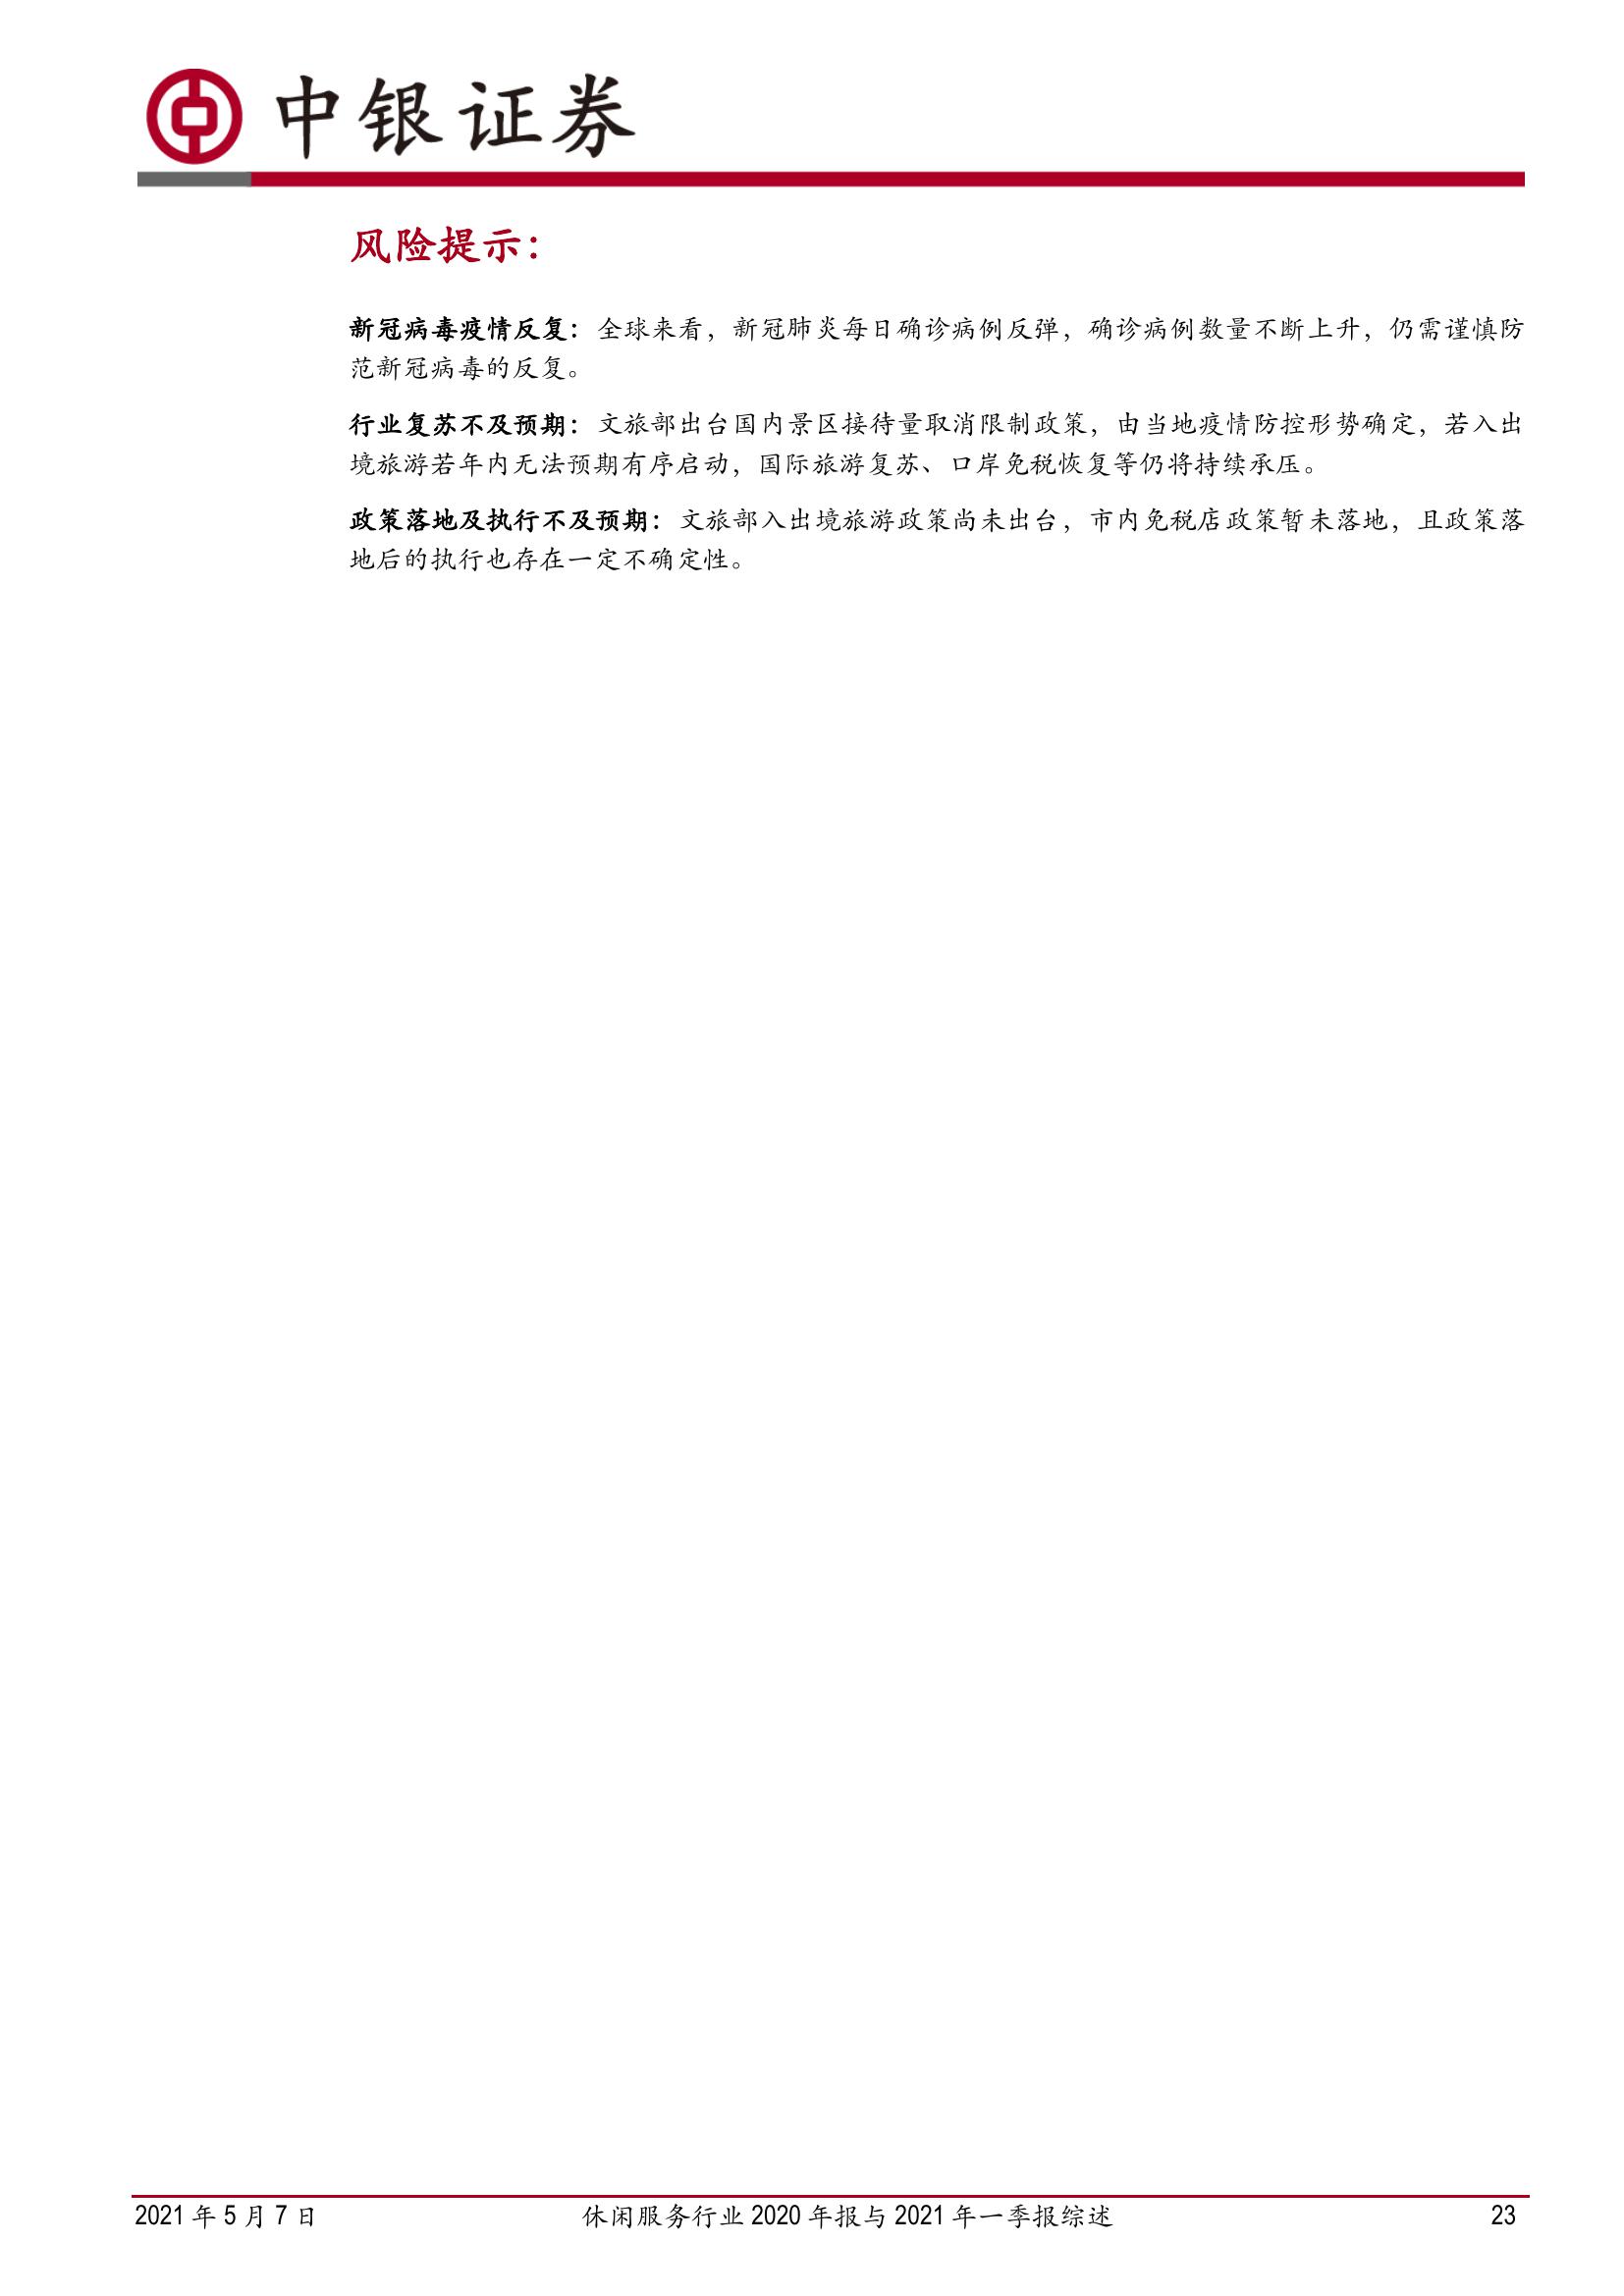 中银证券
风险提示：
新冠病毒疫情反复：全球来看，新冠肺炎每日确诊病例反弹，确诊病例数量不断上升，仍需谨慎防
范新冠病毒的反复。
行业复苏不及预期：文旅部出台国内景区接待量取消限制政策，由当地疫情防控形势确定，若入出
境旅游若年内无法预期有序启动，国际旅游复苏、口岸免税恢复等仍将持续承压。
政策落地及执行不及预期：文旅部入出境旅游政策尚未出台，市内免税店政策暂未落地，且政策落
地后的执行也存在一定不确定性。
2021 年 5 月 7 日 休闲服务行业 2020 年报与 2021 年一季报综述 23